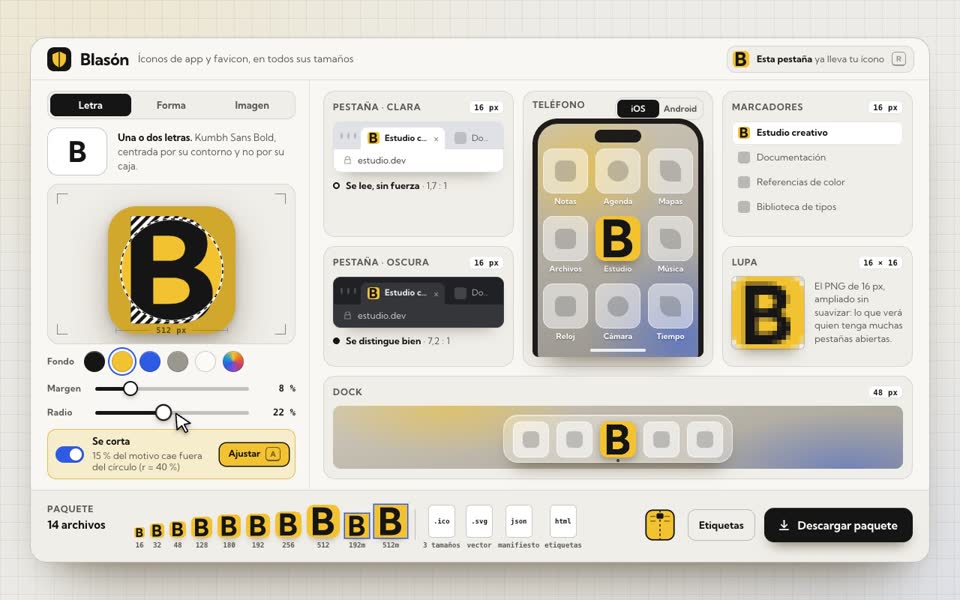 Blasón
Íconos de app y favicon, en todos sus tamaños
Esta pestaña ya lleva tu icono R
Letra Forma Imagen
B
Una o dos letras. Kumbh Sans Bold,
centrada por su contorno y no por su
caja.
B
512 px
Fondo
Margen 8 %
Radio 22 %
Se corta
15 % del motivo cae fuera
del círculo (r = 40 %)
Ajustar A
PESTAÑA · CLARA 16 px
B Estudio c... × Do..
estudio.dev
Se lee, sin fuerza · 1,7 : 1
PESTAÑA · OSCURA 16 px
B Estudio c... × Do..
estudio.dev
Se distingue bien · 7,2 : 1
TELÉFONO iOS Android
Notas Agenda Mapas
B
Archivos Estudio Música
Reloj Cámara Tiempo
MARCADORES 16 px
B Estudio creativo
Documentación
Referencias de color
Biblioteca de tipos
LUPA 16 × 16
B
El PNG de 16 px,
ampliado sin
suavizar: lo que verá
quien tenga muchas
pestañas abiertas.
DOCK 48 px
B
PAQUETE
14 archivos
B B B B B B B B B B
16 32 48 128 180 192 256 512 192m 512m
.ico .svg json html
3 tamaños vector manifiesto etiquetas
Etiquetas
Descargar paquete